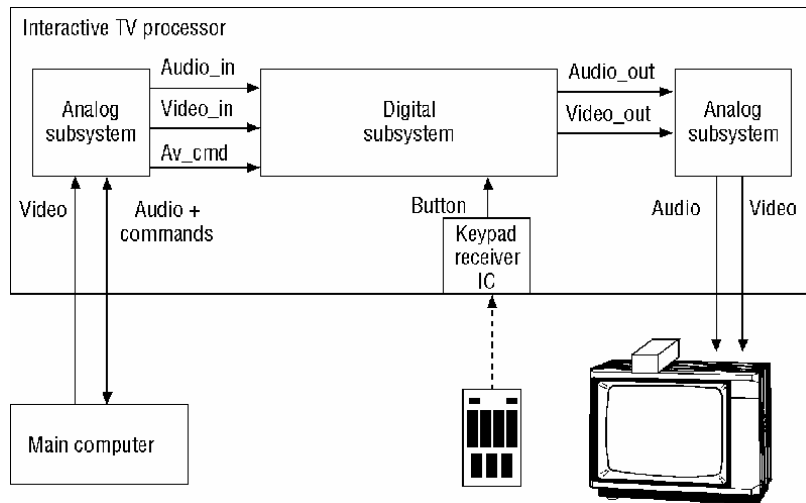 Interactive TV processor
Analog
subsystem
Audio_in
Video_in
Av_cmd
Digital
subsystem
Audio_out
Video_out
Analog
subsystem
Video
Audio +
commands
Button
Keypad
receiver
IC
Audio
Video
Main computer